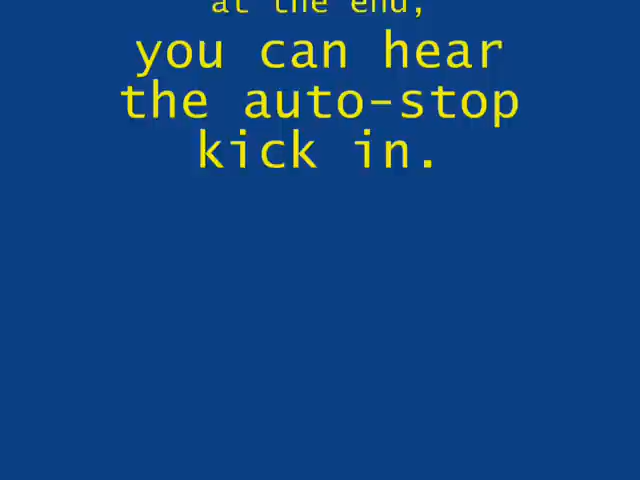 at the end,
you can hear
the auto-stop
kick in.